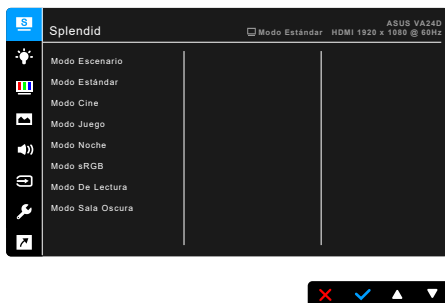 S
Splendid
ASUS VA24D
Modo Estándar HDMI 1920 x 1080 @ 60Hz
Modo Escenario
Modo Estándar
Modo Cine
Modo Juego
Modo Noche
Modo sRGB
Modo De Lectura
Modo Sala Oscura